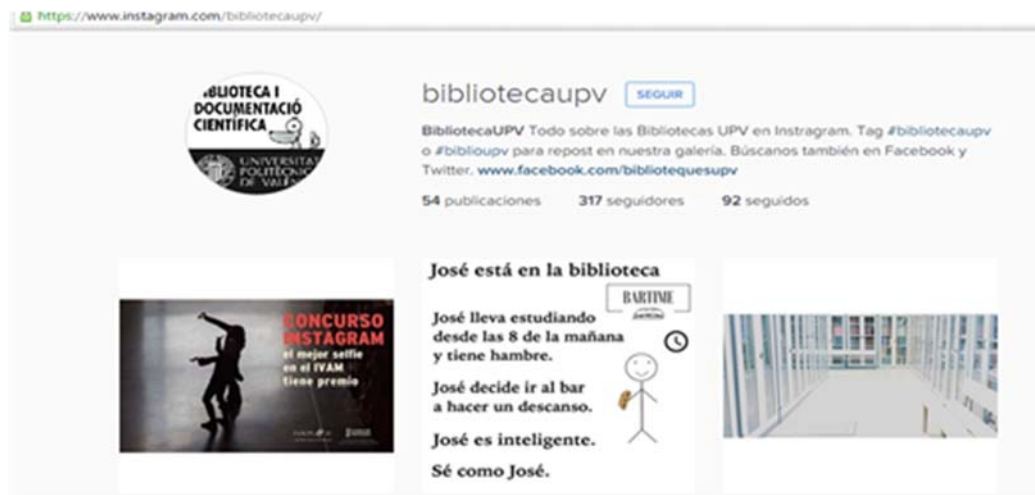 https://www.instagram.com/bibliotecaupv/
BIBLIOTECA I
DOCUMENTACIÓ
CIENTÍFICA
UNIVERSITAT
POLITÈCNICA
DE VALÈN
bibliotecaupv SEGUIR
BibliotecaUPV Todo sobre las Bibliotecas UPV en Instragram. Tag #bibliotecaupv
o #biblioupv para repost en nuestra galería. Búscanos también en Facebook y
Twitter. www.facebook.com/bibliotequesupv
54 publicaciones 317 seguidores 92 seguidos
CONCURSO
INSTAGRAM
el mejor selfie
en el IVAM
tiene premio
José está en la biblioteca
BARTIME
José lleva estudiando
desde las 8 de la mañana
y tiene hambre.
José decide ir al bar
a hacer un descanso.
José es inteligente.
Sé como José.